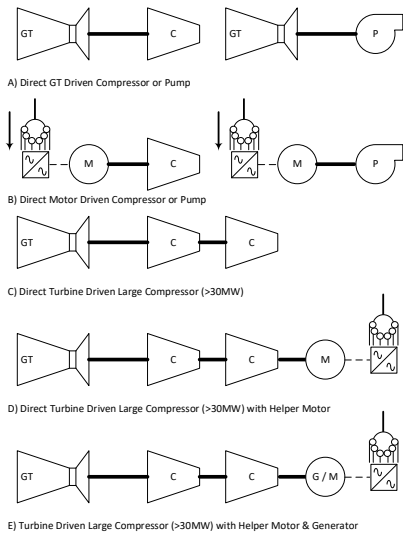 GT C GT P
A) Direct GT Driven Compressor or Pump
M C M P
B) Direct Motor Driven Compressor or Pump
GT C C
C) Direct Turbine Driven Large Compressor (>30MW)
GT C C M
D) Direct Turbine Driven Large Compressor (>30MW) with Helper Motor
GT C C G / M
E) Turbine Driven Large Compressor (>30MW) with Helper Motor & Generator